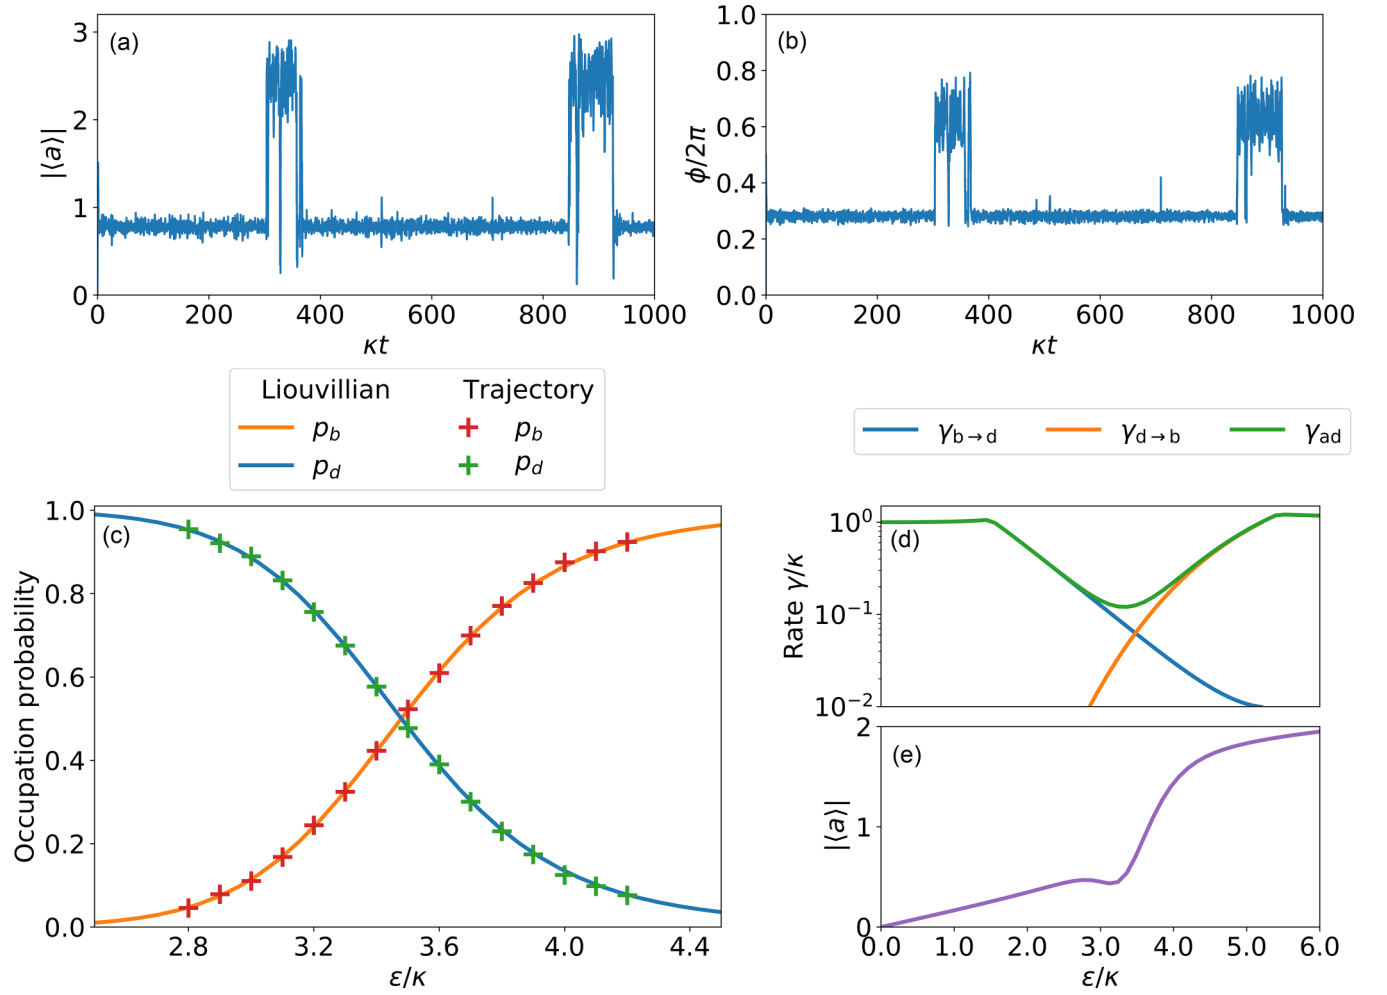 (a)
|⟨a⟩|
3
2
1
0
0 200 400 600 800 1000
κt
(b)
ϕ/2π
1.0
0.8
0.6
0.4
0.2
0.0
0 200 400 600 800 1000
κt
Liouvillian Trajectory
p_b p_b
p_d p_d
(c)
Occupation probability
1.0
0.8
0.6
0.4
0.2
0.0
2.8 3.2 3.6 4.0 4.4
ε/κ
γ_b→d γ_d→b γ_ad
(d)
Rate γ/κ
10^0
10^−1
10^−2
(e)
|⟨a⟩|
2
1
0
0.0 1.0 2.0 3.0 4.0 5.0 6.0
ε/κ